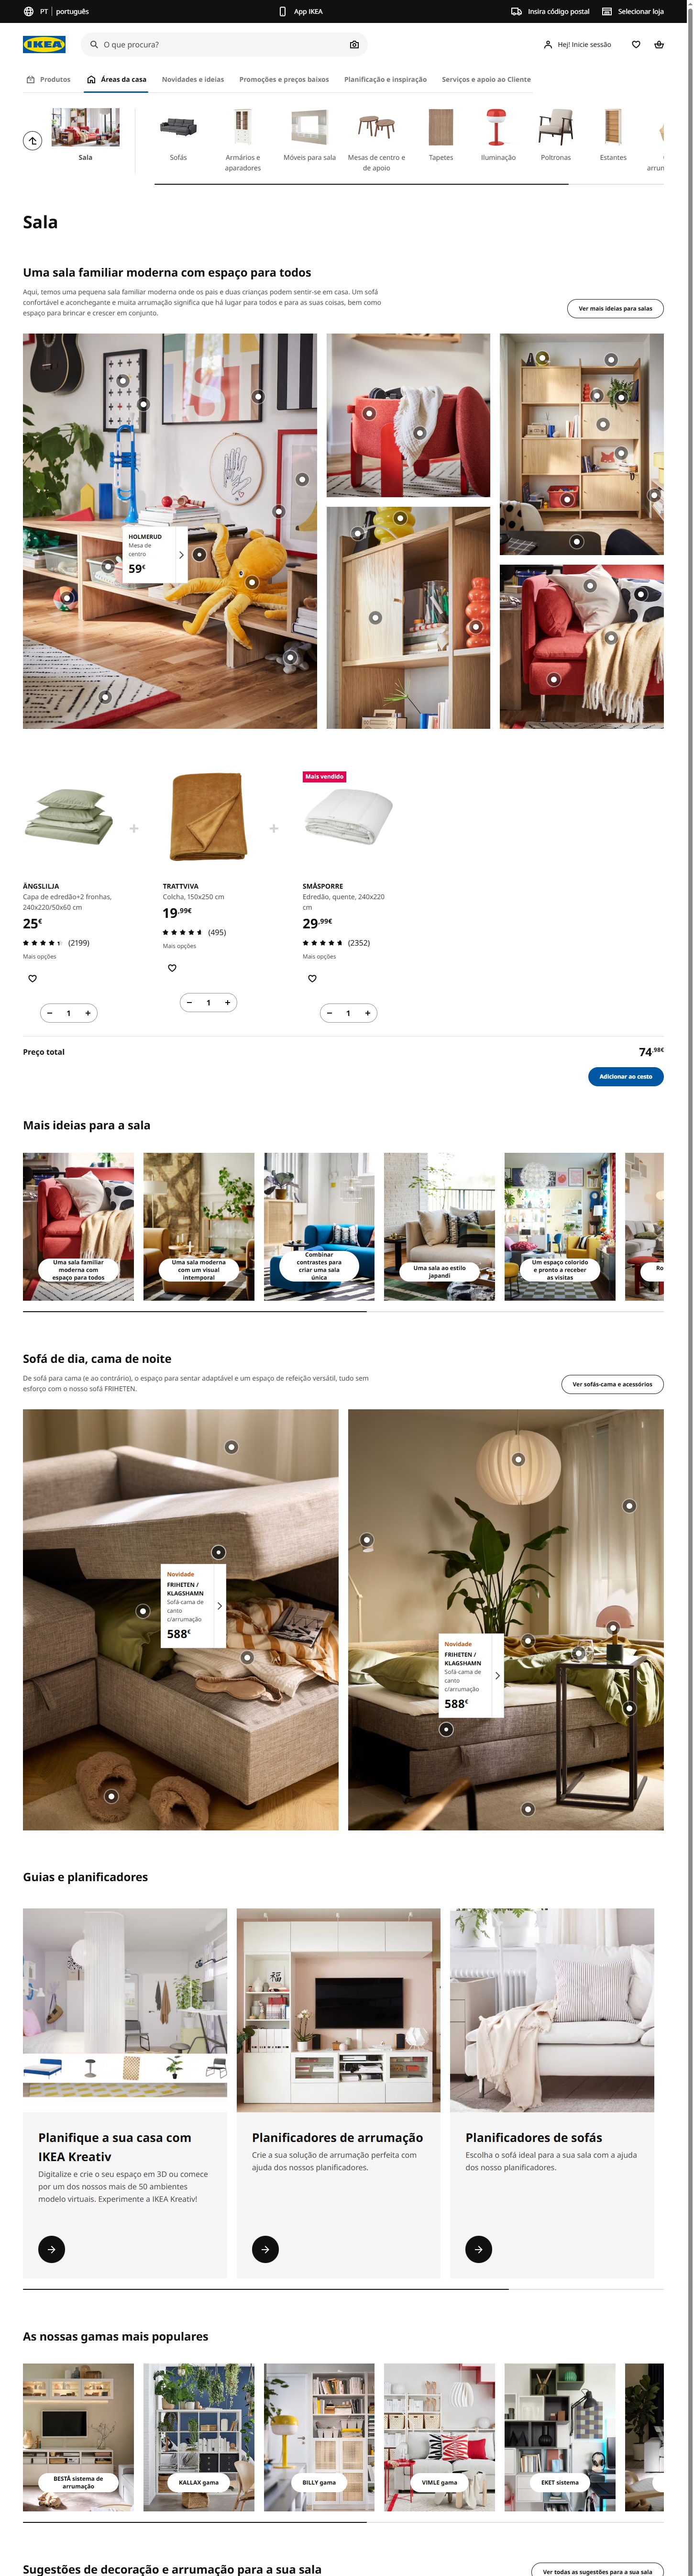 PT | português
App IKEA
Insira código postal
Selecionar loja
IKEA
O que procura?
Hej! Inicie sessão
Produtos
Áreas da casa
Novidades e ideias
Promoções e preços baixos
Planificação e inspiração
Serviços e apoio ao Cliente
Sala
Sofás
Armários e
aparadores
Móveis para sala
Mesas de centro e
de apoio
Tapetes
Iluminação
Poltronas
Estantes
Sala
Uma sala familiar moderna com espaço para todos
Aqui, temos uma pequena sala familiar moderna onde os pais e duas crianças podem sentir-se em casa. Um sofá
confortável e aconchegante e muita arrumação significa que há lugar para todos e para as suas coisas, bem como
espaço para brincar e crescer em conjunto.
Ver mais ideias para salas
HOLMERUD
Mesa de
centro
59€
Mais vendido
ÄNGSLILJA
Capa de edredão+2 fronhas,
240x220/50x60 cm
25€
(2199)
Mais opções
1
TRATTVIVA
Colcha, 150x250 cm
19,99€
(495)
Mais opções
1
SMÅSPORRE
Edredão, quente, 240x220
cm
29,99€
(2352)
Mais opções
1
Preço total
74,98€
Adicionar ao cesto
Mais ideias para a sala
Uma sala familiar
moderna com
espaço para todos
Uma sala moderna
com um visual
intemporal
Combinar
contrastes para
criar uma sala
única
Uma sala ao estilo
japandi
Um espaço colorido
e pronto a receber
as visitas
Ro
Sofá de dia, cama de noite
De sofá para cama (e ao contrário), o espaço para sentar adaptável e um espaço de refeição versátil, tudo sem
esforço com o nosso sofá FRIHETEN.
Ver sofás-cama e acessórios
Novidade
FRIHETEN /
KLAGSHAMN
Sofá-cama de
canto
c/arrumação
588€
Novidade
FRIHETEN /
KLAGSHAMN
Sofá-cama de
canto
c/arrumação
588€
Guias e planificadores
Planifique a sua casa com
IKEA Kreativ
Digitalize e crie o seu espaço em 3D ou comece
por um dos nossos mais de 50 ambientes
modelo virtuais. Experimente a IKEA Kreativ!
Planificadores de arrumação
Crie a sua solução de arrumação perfeita com
ajuda dos nossos planificadores.
Planificadores de sofás
Escolha o sofá ideal para a sua sala com a ajuda
dos nosso planificadores.
As nossas gamas mais populares
BESTÅ sistema de
arrumação
KALLAX gama
BILLY gama
VIMLE gama
EKET sistema
Sugestões de decoração e arrumação para a sua sala
Ver todas as sugestões para a sua sala